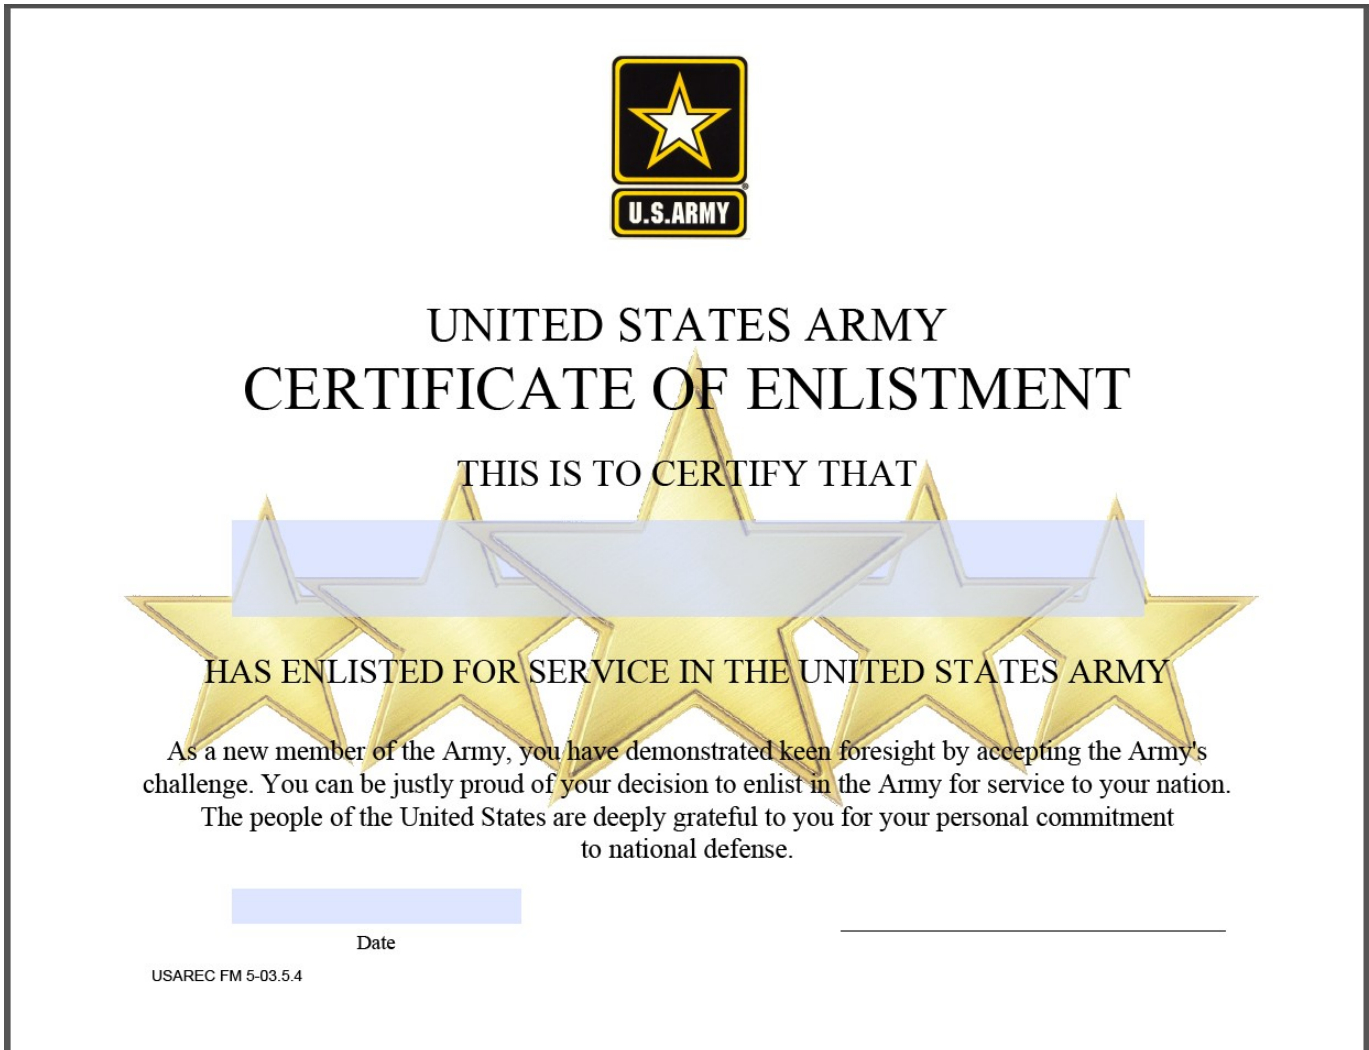 U.S.ARMY
UNITED STATES ARMY
CERTIFICATE OF ENLISTMENT
THIS IS TO CERTIFY THAT
HAS ENLISTED FOR SERVICE IN THE UNITED STATES ARMY
As a new member of the Army, you have demonstrated keen foresight by accepting the Army's
challenge. You can be justly proud of your decision to enlist in the Army for service to your nation.
The people of the United States are deeply grateful to you for your personal commitment
to national defense.
Date
USAREC FM 5-03.5.4